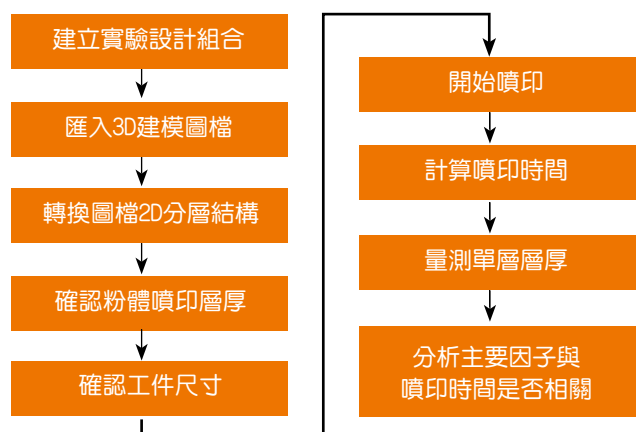 建立實驗設計組合
匯入3D建模圖檔
轉換圖檔2D分層結構
確認粉體噴印層厚
確認工件尺寸
開始噴印
計算噴印時間
量測單層層厚
分析主要因子與
噴印時間是否相關